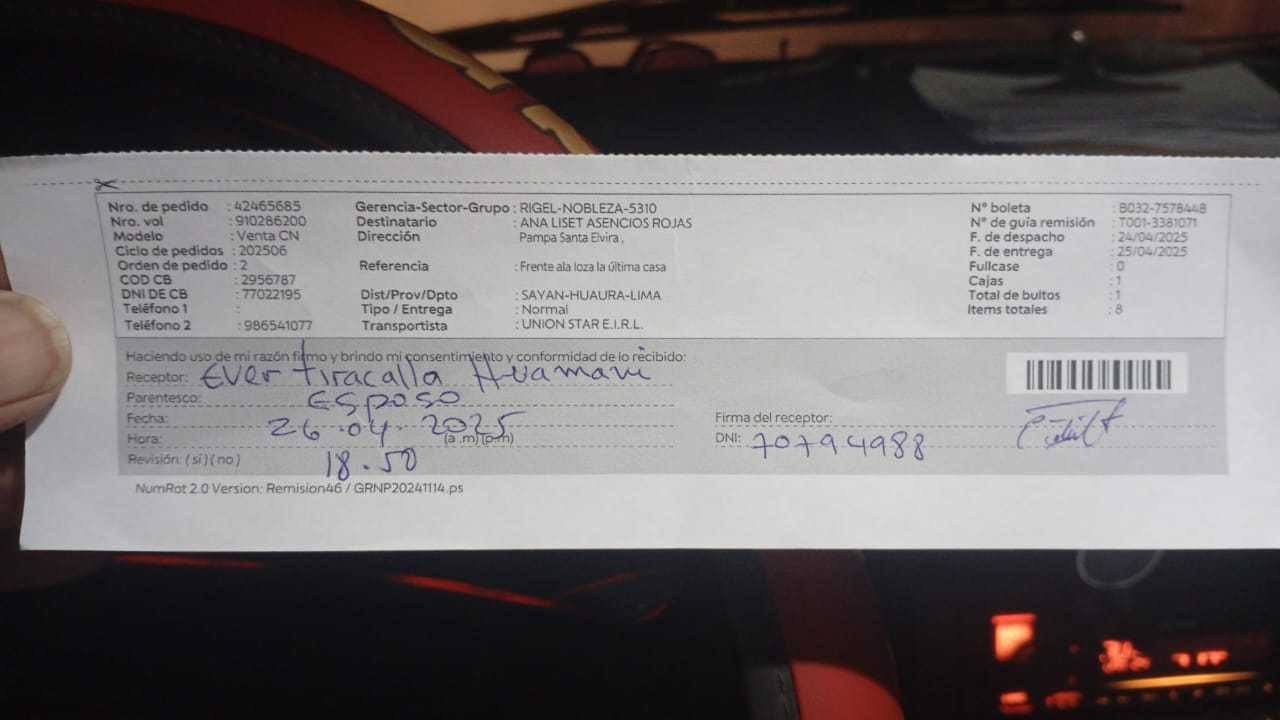 Nro. de pedido : 42465685 Gerencia-Sector-Grupo : RIGEL-NOBLEZA-5310 N° boleta : B032-7578448
Nro. vol : 910286200 Destinatario : ANA LISET ASENCIOS ROJAS N° de guía remisión : T001-3381071
Modelo : Venta CN Dirección Pampa Santa Elvira , F. de despacho : 24/04/2025
Ciclo de pedidos : 202506 F. de entrega : 25/04/2025
Orden de pedido : 2 Referencia : Frente ala loza la última casa Fullcase : 0
COD CB : 2956787 Cajas : 1
DNI DE CB : 77022195 Dist/Prov/Dpto : SAYAN-HUAURA-LIMA Total de bultos : 1
Teléfono 1 : Tipo / Entrega : Normal Items totales : 8
Teléfono 2 : 986541077 Transportista : UNION STAR E.I.R.L.
Haciendo uso de mi razón firmo y brindo mi consentimiento y conformidad de lo recibido:
Receptor: Ever tiracalla Huamani
Parentesco: Esposo
Fecha: 26.04.2025 Firma del receptor:
Hora: 18.50 (a .m) (p.m) DNI: 70794988
Revisión: ( si ) ( no )
NumRot 2.0 Version: Remision46 / GRNP20241114.ps